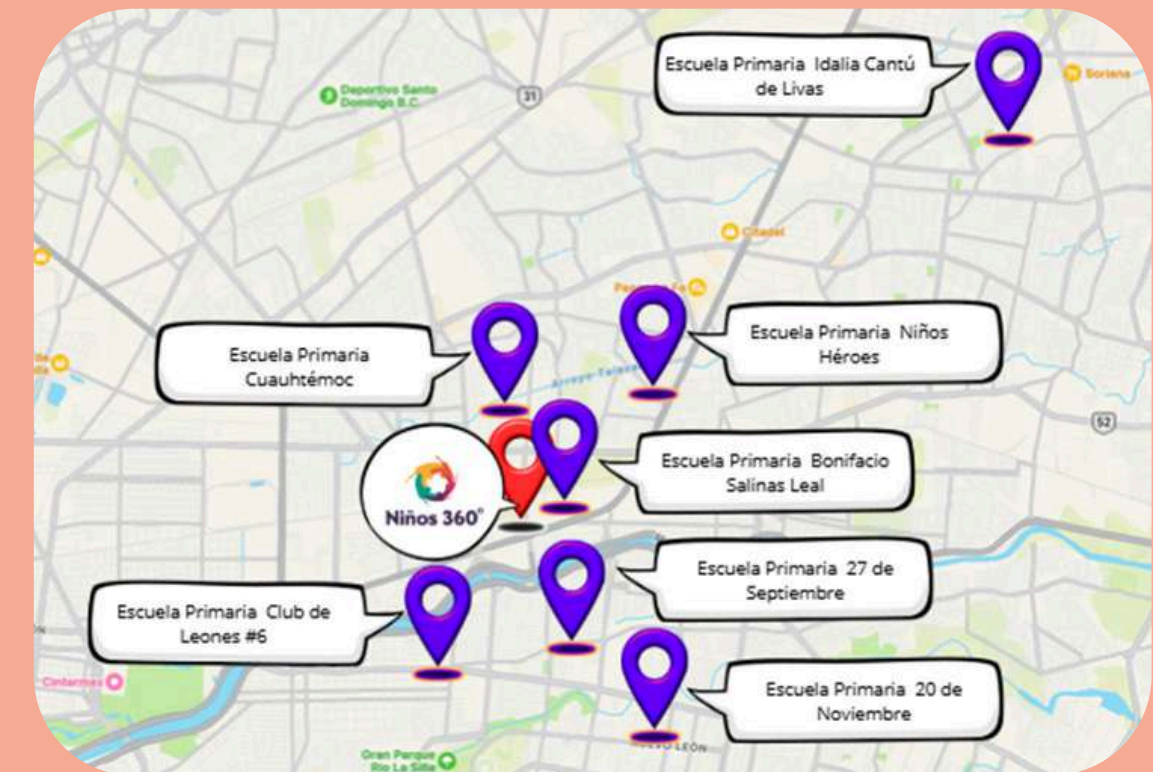 Escuela Primaria Idalia Cantú
de Livas
Deportivo Santo
Domingo B.C.
31
Soriana
Citadel
Escuela Primaria Niños
Héroes
Escuela Primaria
Cuauhtémoc
52
Escuela Primaria Bonifacio
Salinas Leal
Niños 360°
Escuela Primaria 27 de
Septiembre
Escuela Primaria Club de
Leones #6
Cintermex
Escuela Primaria 20 de
Noviembre
Gran Parque
Río La Silla